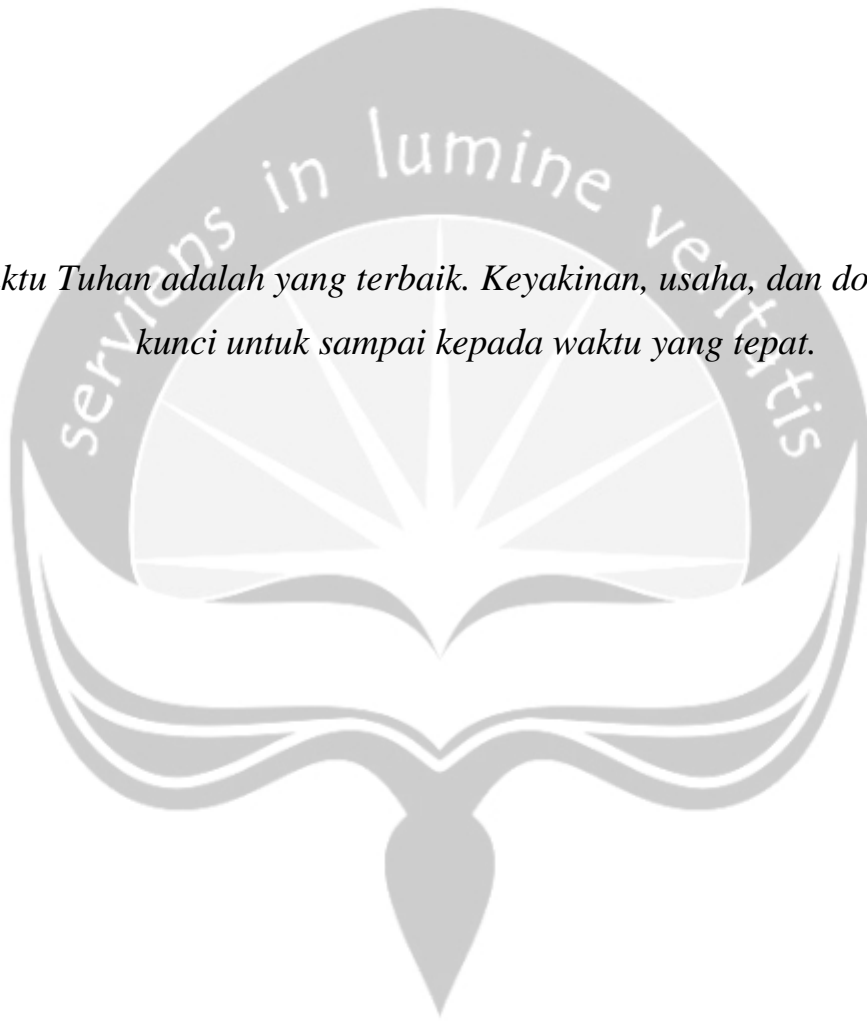 serviens in lumine veritatis
ktu Tuhan adalah yang terbaik. Keyakinan, usaha, dan do
kunci untuk sampai kepada waktu yang tepat.